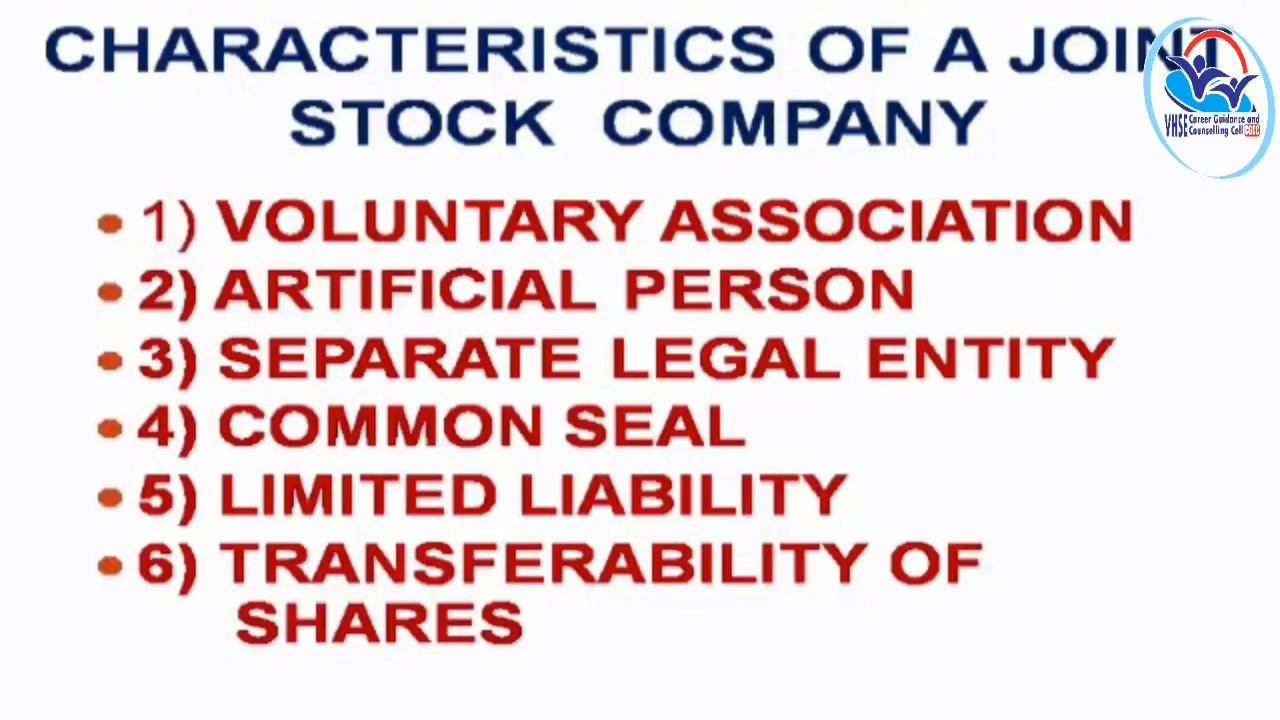 CHARACTERISTICS OF A JOINT
STOCK COMPANY
• 1) VOLUNTARY ASSOCIATION
• 2) ARTIFICIAL PERSON
• 3) SEPARATE LEGAL ENTITY
• 4) COMMON SEAL
• 5) LIMITED LIABILITY
• 6) TRANSFERABILITY OF
SHARES
VHSE Career Guidance and
Counselling Cell CGCC